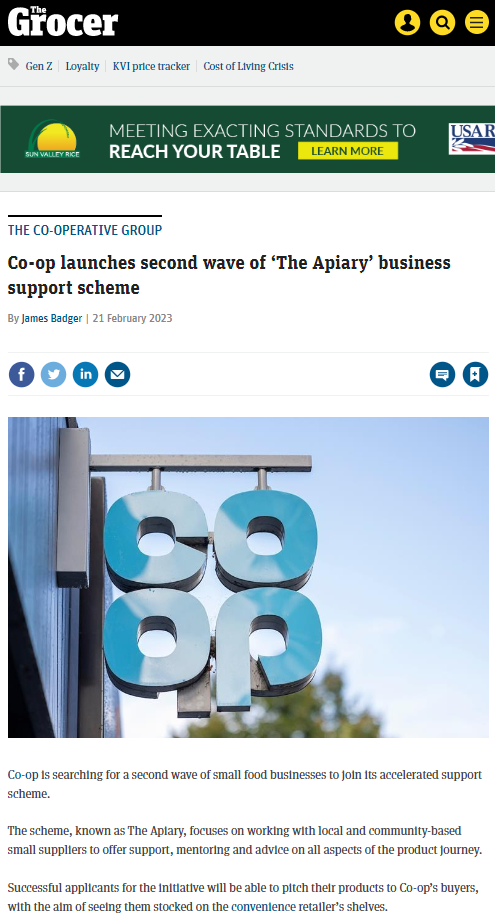 The
Grocer
Gen Z
Loyalty
KVI price tracker
Cost of Living Crisis
SUN VALLEY RICE
MEETING EXACTING STANDARDS TO
REACH YOUR TABLE
LEARN MORE
USA R
THE CO-OPERATIVE GROUP
Co-op launches second wave of ‘The Apiary’ business
support scheme
By James Badger | 21 February 2023
f
in
CO
OP
Co-op is searching for a second wave of small food businesses to join its accelerated support
scheme.
The scheme, known as The Apiary, focuses on working with local and community-based
small suppliers to offer support, mentoring and advice on all aspects of the product journey.
Successful applicants for the initiative will be able to pitch their products to Co-op’s buyers,
with the aim of seeing them stocked on the convenience retailer’s shelves.